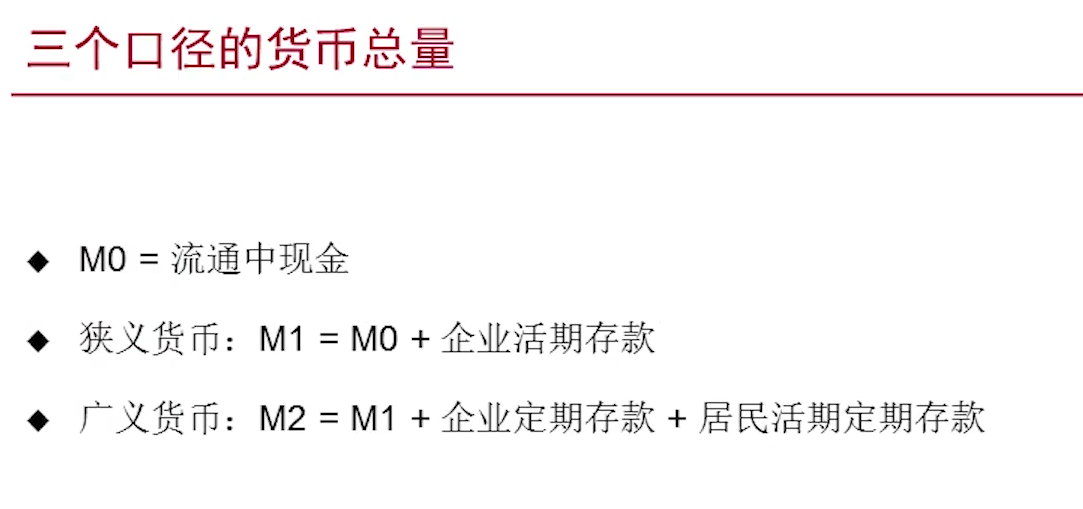 三个口径的货币总量
◆ M0 = 流通中现金
◆ 狭义货币：M1 = M0 + 企业活期存款
◆ 广义货币：M2 = M1 + 企业定期存款 + 居民活期定期存款